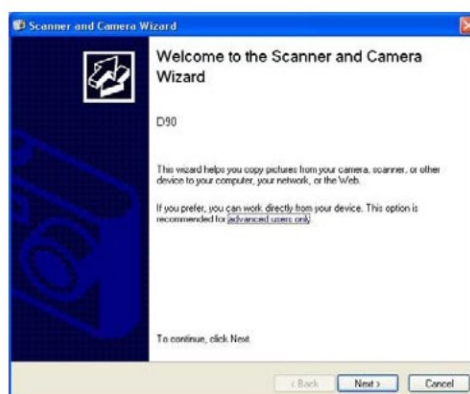 Scanner and Camera Wizard
Welcome to the Scanner and Camera
Wizard
D90
This wizard helps you copy pictures from your camera, scanner, or other
device to your computer, your network, or the Web.
If you prefer, you can work directly from your device. This option is
recommended for advanced users only.
To continue, click Next.
< Back Next > Cancel